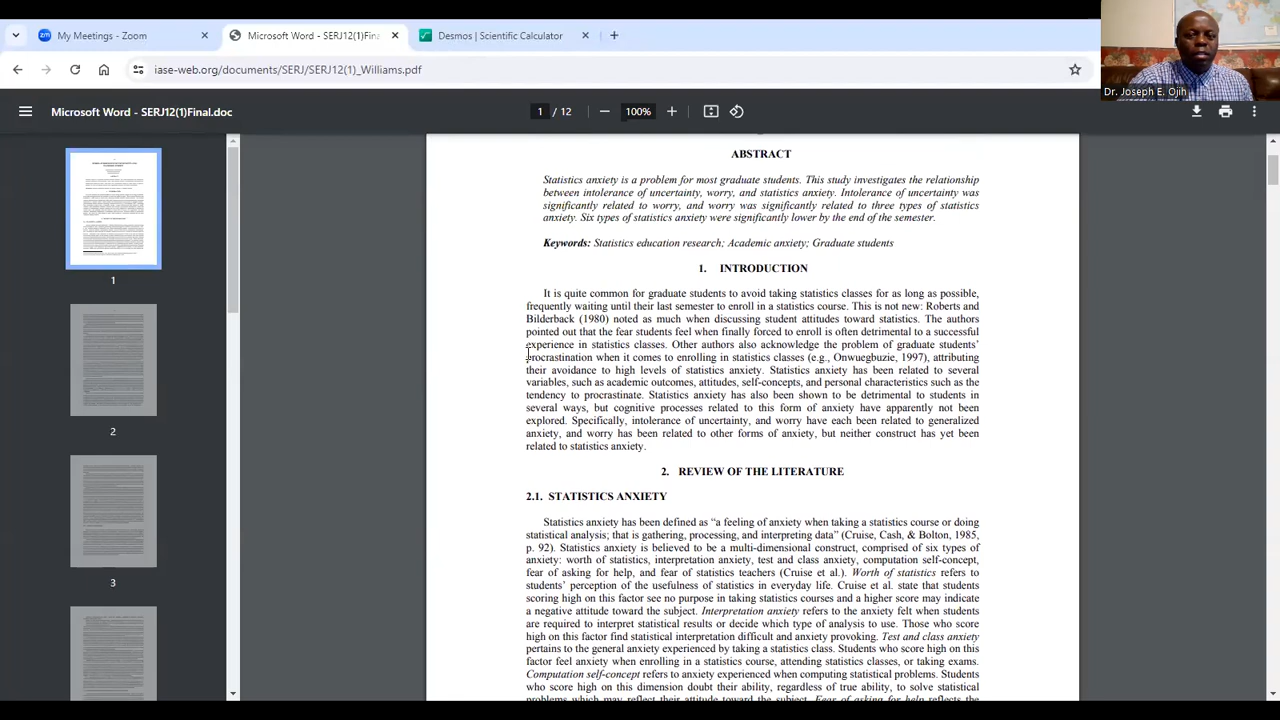 My Meetings - Zoom
Microsoft Word - SERJ12(1)Fina
Desmos | Scientific Calculator
iase-web.org/documents/SERJ/SERJ12(1)_Williams.pdf
Dr. Joseph E. Ojih
Microsoft Word - SERJ12(1)Final.doc
1 / 12
100%
ABSTRACT
Statistics anxiety is a problem for most graduate students. This study investigates the relationship
between intolerance of uncertainty, worry, and statistics anxiety. Intolerance of uncertainty was
significantly related to worry, and worry was significantly related to three types of statistics
anxiety. Six types of statistics anxiety were significantly lower by the end of the semester.
Keywords: Statistics education research; Academic anxiety; Graduate students
1. INTRODUCTION
It is quite common for graduate students to avoid taking statistics classes for as long as possible,
frequently waiting until their last semester to enroll in a statistics course. This is not new: Roberts and
Bilderback (1980) noted as much when discussing student attitudes toward statistics. The authors
pointed out that the fear students feel when finally forced to enroll is often detrimental to a successful
experience in statistics classes. Other authors also acknowledge the problem of graduate students'
procrastination when it comes to enrolling in statistics classes (e.g., Onwuegbuzie, 1997), attributing
their avoidance to high levels of statistics anxiety. Statistics anxiety has been related to several
variables, such as academic outcomes, attitudes, self-concepts, and personal characteristics such as the
tendency to procrastinate. Statistics anxiety has also been shown to be detrimental to students in
several ways, but cognitive processes related to this form of anxiety have apparently not been
explored. Specifically, intolerance of uncertainty, and worry have each been related to generalized
anxiety, and worry has been related to other forms of anxiety, but neither construct has yet been
related to statistics anxiety.
2. REVIEW OF THE LITERATURE
2.1. STATISTICS ANXIETY
Statistics anxiety has been defined as “a feeling of anxiety when taking a statistics course or doing
statistical analysis; that is gathering, processing, and interpreting data” (Cruise, Cash, & Bolton, 1985,
p. 92). Statistics anxiety is believed to be a multi-dimensional construct, comprised of six types of
anxiety: worth of statistics, interpretation anxiety, test and class anxiety, computation self-concept,
fear of asking for help, and fear of statistics teachers (Cruise et al.). Worth of statistics refers to
students' perception of the usefulness of statistics in everyday life. Cruise et al. state that students
scoring high on this factor see no purpose in taking statistics courses and a higher score may indicate
a negative attitude toward the subject. Interpretation anxiety refers to the anxiety felt when students
are required to interpret statistical results or decide which type of analysis to use. Those who score
high on this factor find statistical interpretation difficult and anxiety provoking. Test and class anxiety
pertains to the general anxiety experienced by taking a statistics class. Students who score high on this
factor feel anxiety when enrolling in a statistics course, attending statistics classes, or taking exams.
Computation self-concept refers to anxiety experienced when computing statistical problems. Students
who score high on this dimension doubt their ability, regardless of true ability, to solve statistical
problems which may reflect their attitude toward the subject. Fear of asking for help reflects the
1
2
3